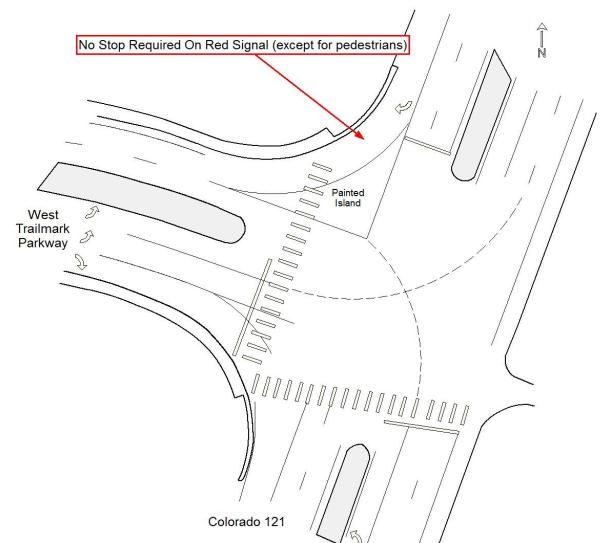 No Stop Required On Red Signal (except for pedestrians)
N
Painted
Island
West
Trailmark
Parkway
Colorado 121